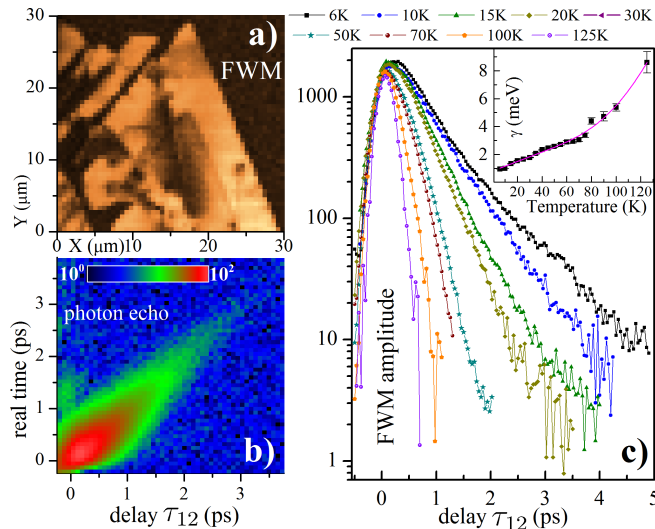 6K 10K 15K 20K 30K
50K 70K 100K 125K
a)
FWM
30
25
20
15
10
5
0
Y (μm)
0 X (μm) 10 20 30
10⁰ 10²
photon echo
3
2
1
0
real time (ps)
b)
0 1 2 3
delay τ₁₂ (ps)
1000
100
10
1
FWM amplitude
c)
0 1 2 3 4 5
delay τ₁₂ (ps)
8
6
4
2
γ (meV)
20 40 60 80 100 120
Temperature (K)